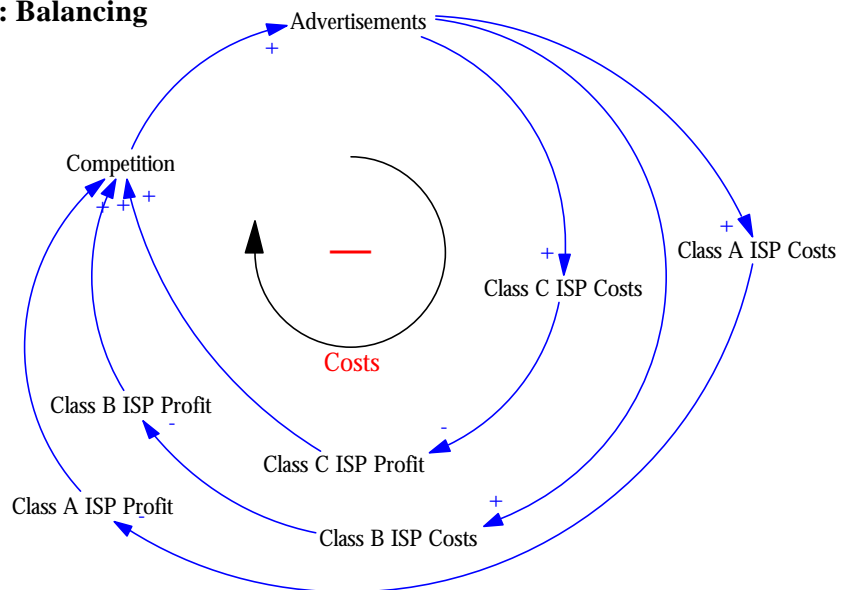 : Balancing
Advertisements
+
Competition
+
+ +
+
Class A ISP Costs
+
Class C ISP Costs
—
Costs
Class B ISP Profit
-
-
Class C ISP Profit
Class A ISP Profit
-
+
Class B ISP Costs